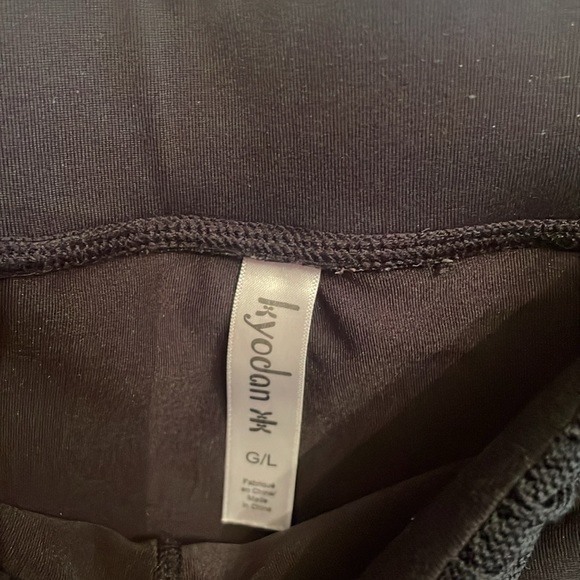 kyodan
G/L
Fabriqué
en Chine/
Made
in China